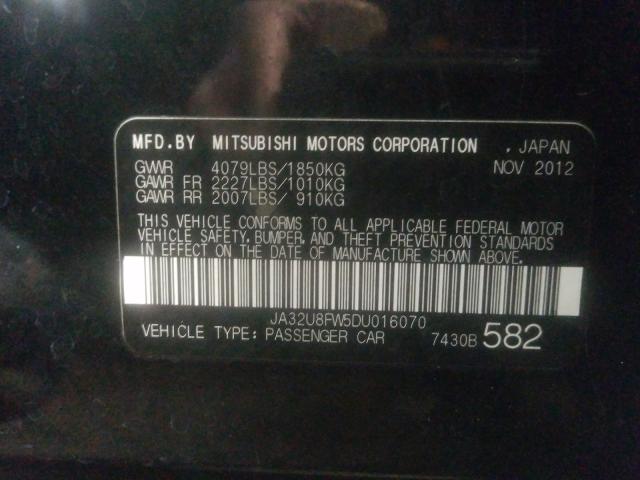 MFD.BY MITSUBISHI MOTORS CORPORATION . JAPAN
GVWR 4079LBS/1850KG NOV 2012
GAWR FR 2227LBS/1010KG
GAWR RR 2007LBS/ 910KG
THIS VEHICLE CONFORMS TO ALL APPLICABLE FEDERAL MOTOR
VEHICLE SAFETY, BUMPER, AND THEFT PREVENTION STANDARDS
IN EFFECT ON THE DATE OF MANUFACTURE SHOWN ABOVE.
JA32U8FW5DU016070
VEHICLE TYPE: PASSENGER CAR 7430B 582